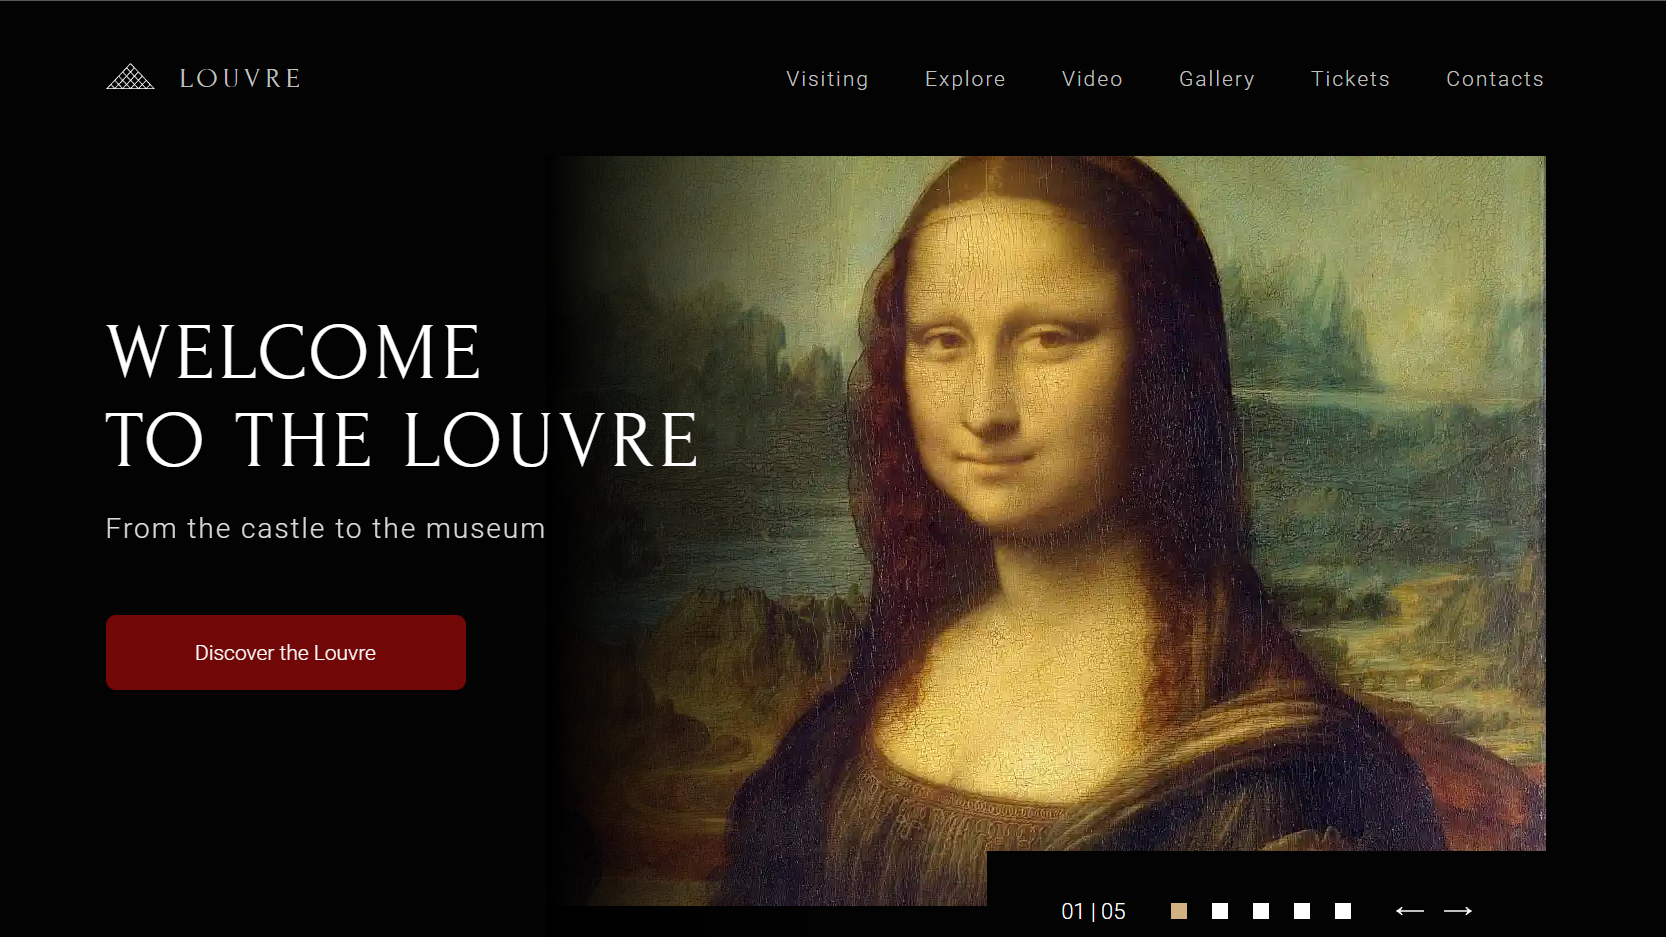 LOUVRE
Visiting Explore Video Gallery Tickets Contacts
WELCOME
TO THE LOUVRE
From the castle to the museum
Discover the Louvre
01 | 05